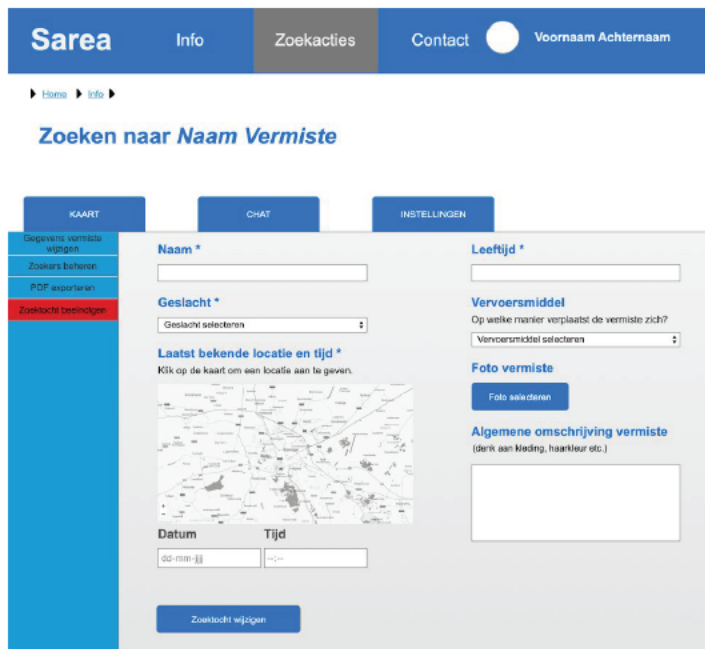 Sarea
Info
Zoekacties
Contact
Voornaam Achternaam
Home
Info
Zoeken naar Naam Vermiste
KAART
CHAT
INSTELLINGEN
Gegevens vermiste
wijzigen
Zoekers beheren
PDF exporteren
Zoektocht beeindigen
Naam *
Geslacht *
Geslacht selecteren
Laatst bekende locatie en tijd *
Klik op de kaart om een locatie aan te geven.
Datum
Tijd
dd-mm-jjj
--:--
Zoektocht wijzigen
Leeftijd *
Vervoersmiddel
Op welke manier verplaatst de vermiste zich?
Vervoersmiddel selecteren
Foto vermiste
Foto selecteren
Algemene omschrijving vermiste
(denk aan kleding, haarkleur etc.)